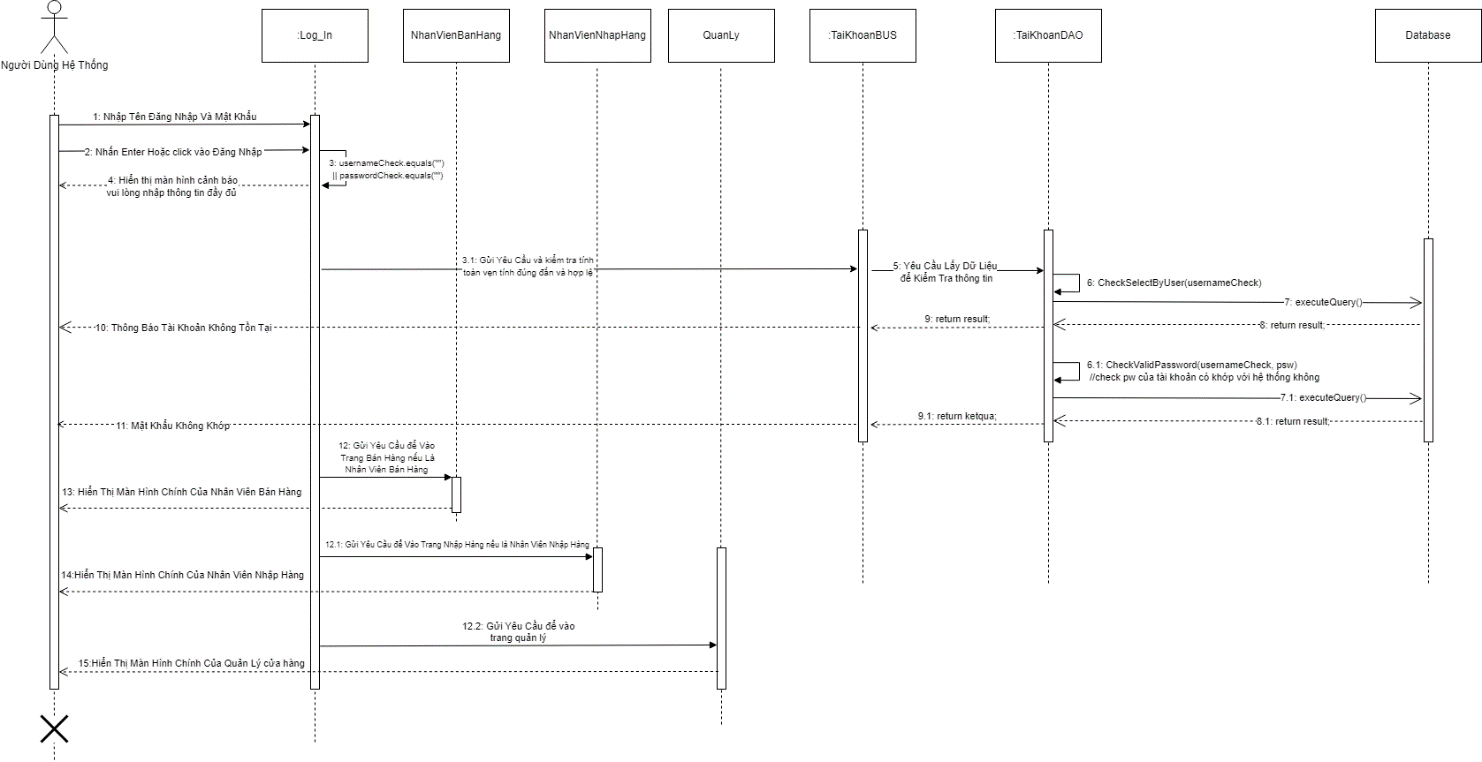 :Log_In
NhanVienBanHang
NhanVienNhapHang
QuanLy
:TaiKhoanBUS
:TaiKhoanDAO
Database
Người Dùng Hệ Thống
1: Nhập Tên Đăng Nhập Và Mật Khẩu
2: Nhấn Enter Hoặc click vào Đăng Nhập
3: usernameCheck.equals("")
|| passwordCheck.equals("")
4: Hiển thị màn hình cảnh báo
vui lòng nhập thông tin đầy đủ
3.1: Gửi Yêu Cầu và kiểm tra tính
toàn vẹn tính đúng đắn và hợp lệ
5: Yêu Cầu Lấy Dữ Liệu
để Kiểm Tra thông tin
6: CheckSelectByUser(usernameCheck)
7: executeQuery()
8: return result;
9: return result;
10: Thông Báo Tài Khoản Không Tồn Tại
6.1: CheckValidPassword(usernameCheck, psw)
//check pw của tài khoản có khớp với hệ thống không
7.1: executeQuery()
8.1: return result;
9.1: return ketqua;
11: Mật Khẩu Không Khớp
12: Gửi Yêu Cầu để Vào
Trang Bán Hàng nếu Là
Nhân Viên Bán Hàng
13: Hiển Thị Màn Hình Chính Của Nhân Viên Bán Hàng
12.1: Gửi Yêu Cầu để Vào Trang Nhập Hàng nếu là Nhân Viên Nhập Hàng
14:Hiển Thị Màn Hình Chính Của Nhân Viên Nhập Hàng
12.2: Gửi Yêu Cầu để vào
trang quản lý
15:Hiển Thị Màn Hình Chính Của Quản Lý cửa hàng